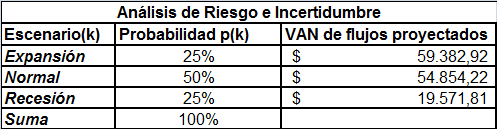 Análisis de Riesgo e Incertidumbre
Escenario(k) Probabilidad p(k) VAN de flujos proyectados
Expansión 25% $ 59.382,92
Normal 50% $ 54.854,22
Recesión 25% $ 19.571,81
Suma 100%